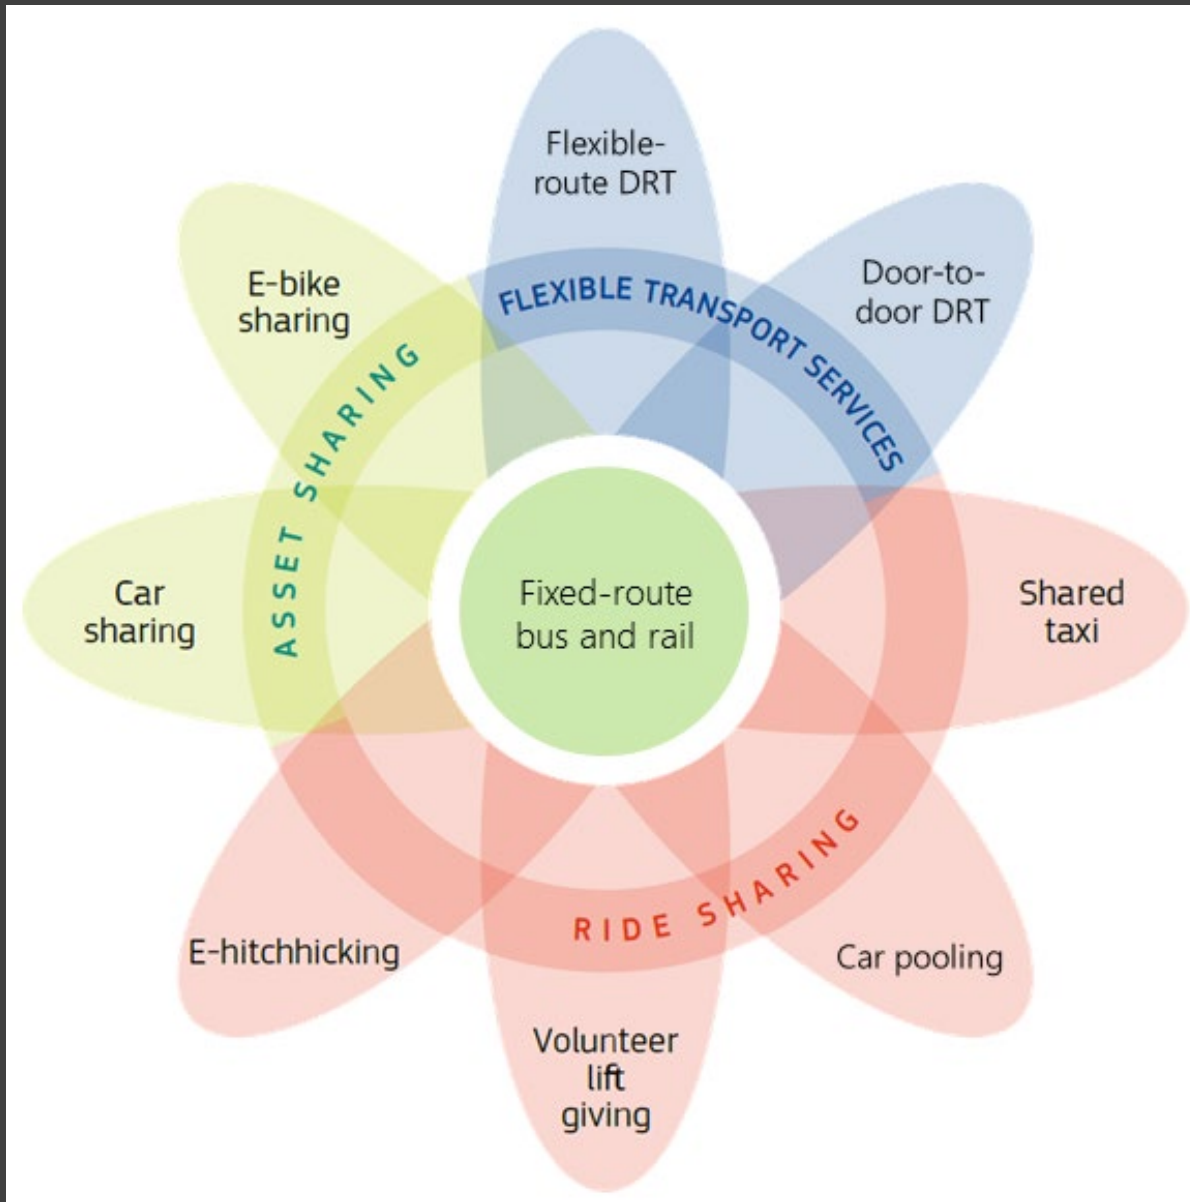 Flexible-
route DRT
Door-to-
door DRT
E-bike
sharing
FLEXIBLE TRANSPORT SERVICES
ASSET SHARING
Car
sharing
Fixed-route
bus and rail
Shared
taxi
RIDE SHARING
E-hitchhicking
Car pooling
Volunteer
lift
giving